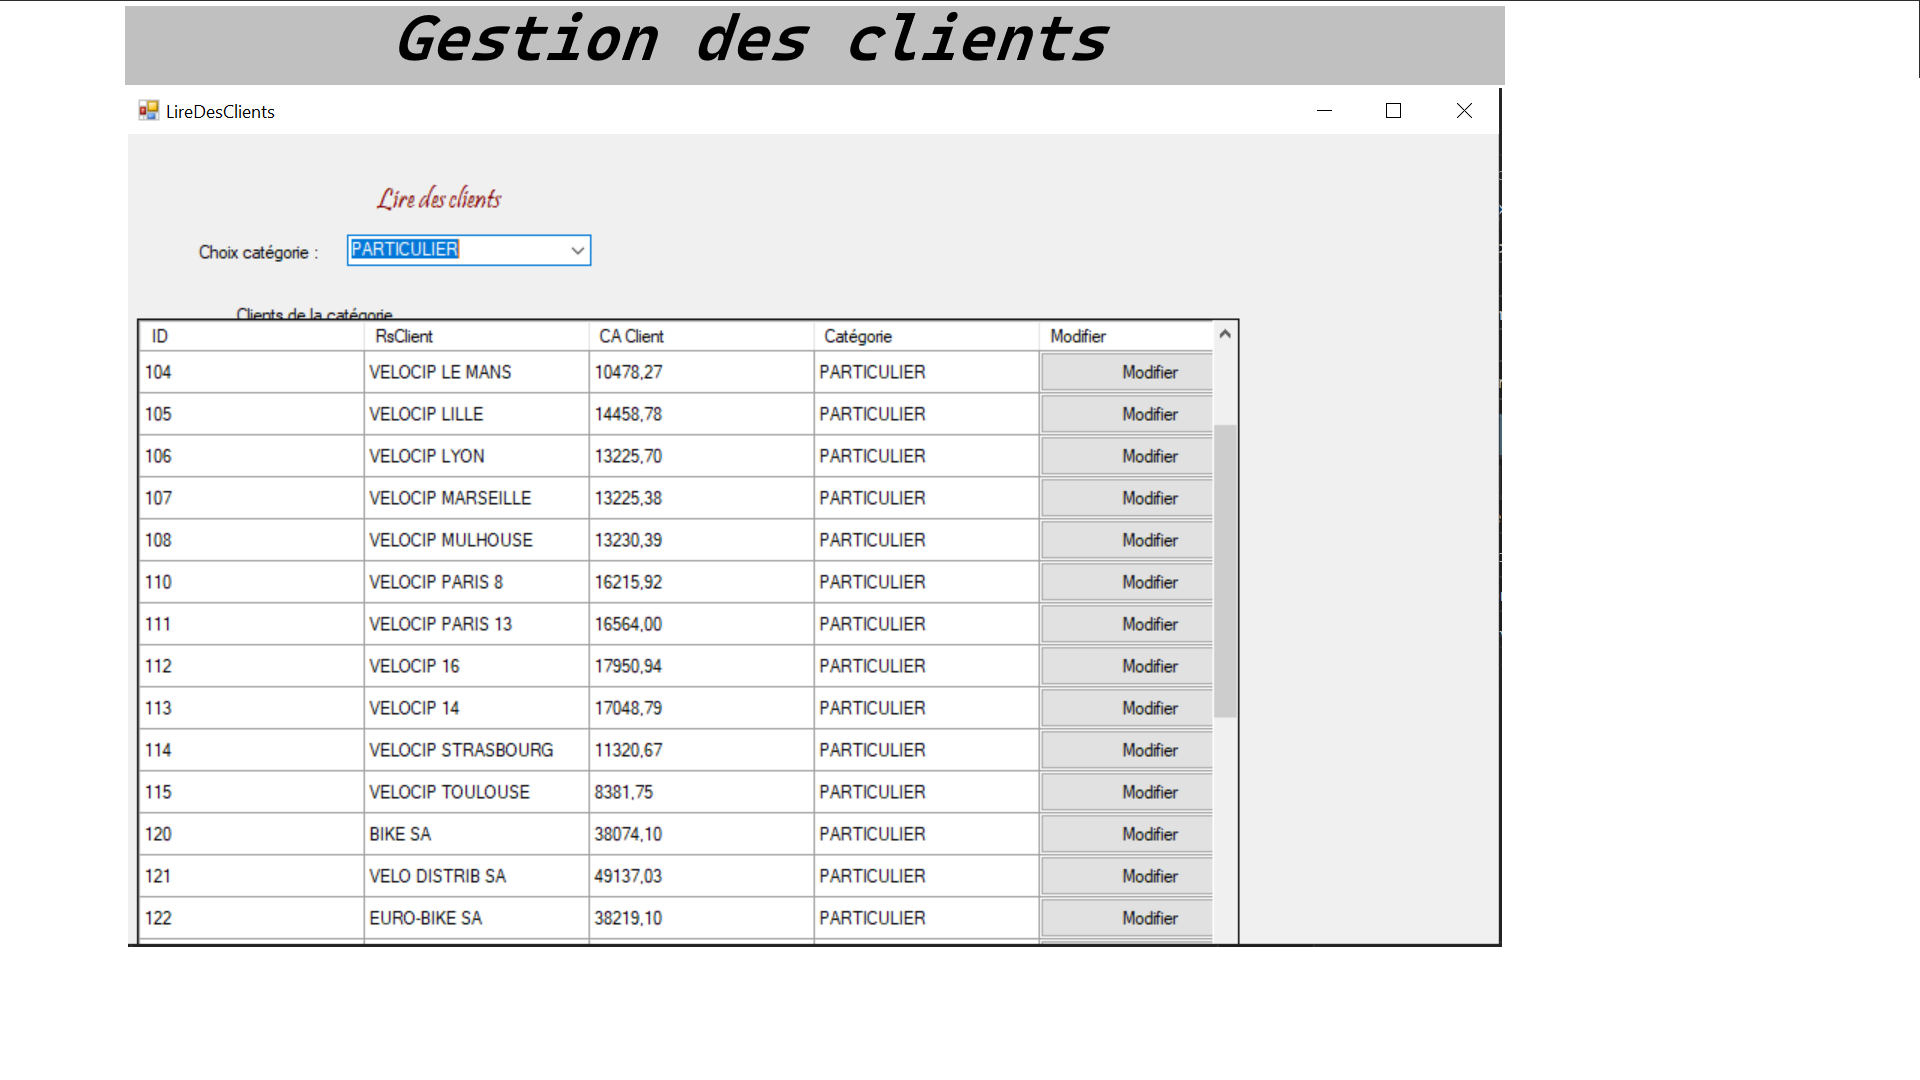 Gestion des clients
LireDesClients
Lire des clients
Choix catégorie : PARTICULIER
Clients de la catégorie
ID RsClient CA Client Catégorie Modifier
104 VELOCIP LE MANS 10478,27 PARTICULIER Modifier
105 VELOCIP LILLE 14458,78 PARTICULIER Modifier
106 VELOCIP LYON 13225,70 PARTICULIER Modifier
107 VELOCIP MARSEILLE 13225,38 PARTICULIER Modifier
108 VELOCIP MULHOUSE 13230,39 PARTICULIER Modifier
110 VELOCIP PARIS 8 16215,92 PARTICULIER Modifier
111 VELOCIP PARIS 13 16564,00 PARTICULIER Modifier
112 VELOCIP 16 17950,94 PARTICULIER Modifier
113 VELOCIP 14 17048,79 PARTICULIER Modifier
114 VELOCIP STRASBOURG 11320,67 PARTICULIER Modifier
115 VELOCIP TOULOUSE 8381,75 PARTICULIER Modifier
120 BIKE SA 38074,10 PARTICULIER Modifier
121 VELO DISTRIB SA 49137,03 PARTICULIER Modifier
122 EURO-BIKE SA 38219,10 PARTICULIER Modifier